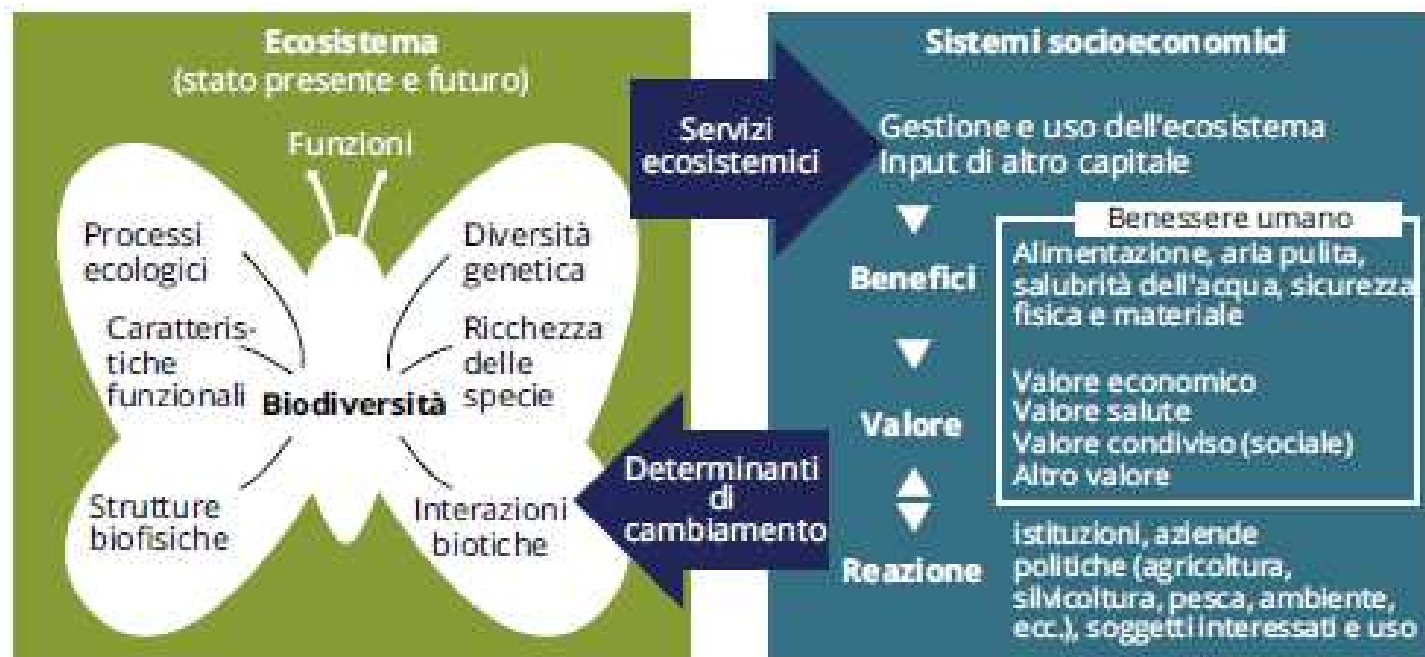 Ecosistema
(stato presente e futuro)
Funzioni
Processi
ecologici
Diversità
genetica
Caratteris-
tiche
funzionali
Ricchezza
delle
specie
Biodiversità
Strutture
biofisiche
Interazioni
biotiche
Servizi
ecosistemici
Determinanti
di
cambiamento
Sistemi socioeconomici
Gestione e uso dell'ecosistema
Input di altro capitale
Benefici
Benessere umano
Alimentazione, aria pulita,
salubrità dell'acqua, sicurezza
fisica e materiale
Valore
Valore economico
Valore salute
Valore condiviso (sociale)
Altro valore
Reazione
istituzioni, aziende
politiche (agricoltura,
silvicoltura, pesca, ambiente,
ecc.), soggetti interessati e uso